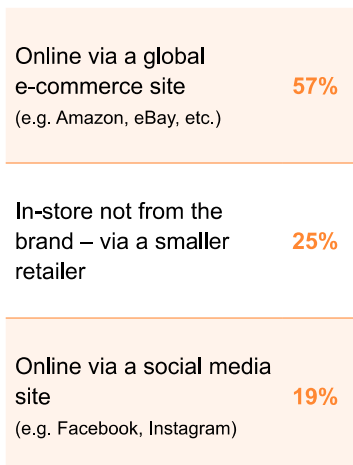 Online via a global
e-commerce site
57%
(e.g. Amazon, eBay, etc.)
In-store not from the
brand – via a smaller
25%
retailer
Online via a social media
site
19%
(e.g. Facebook, Instagram)